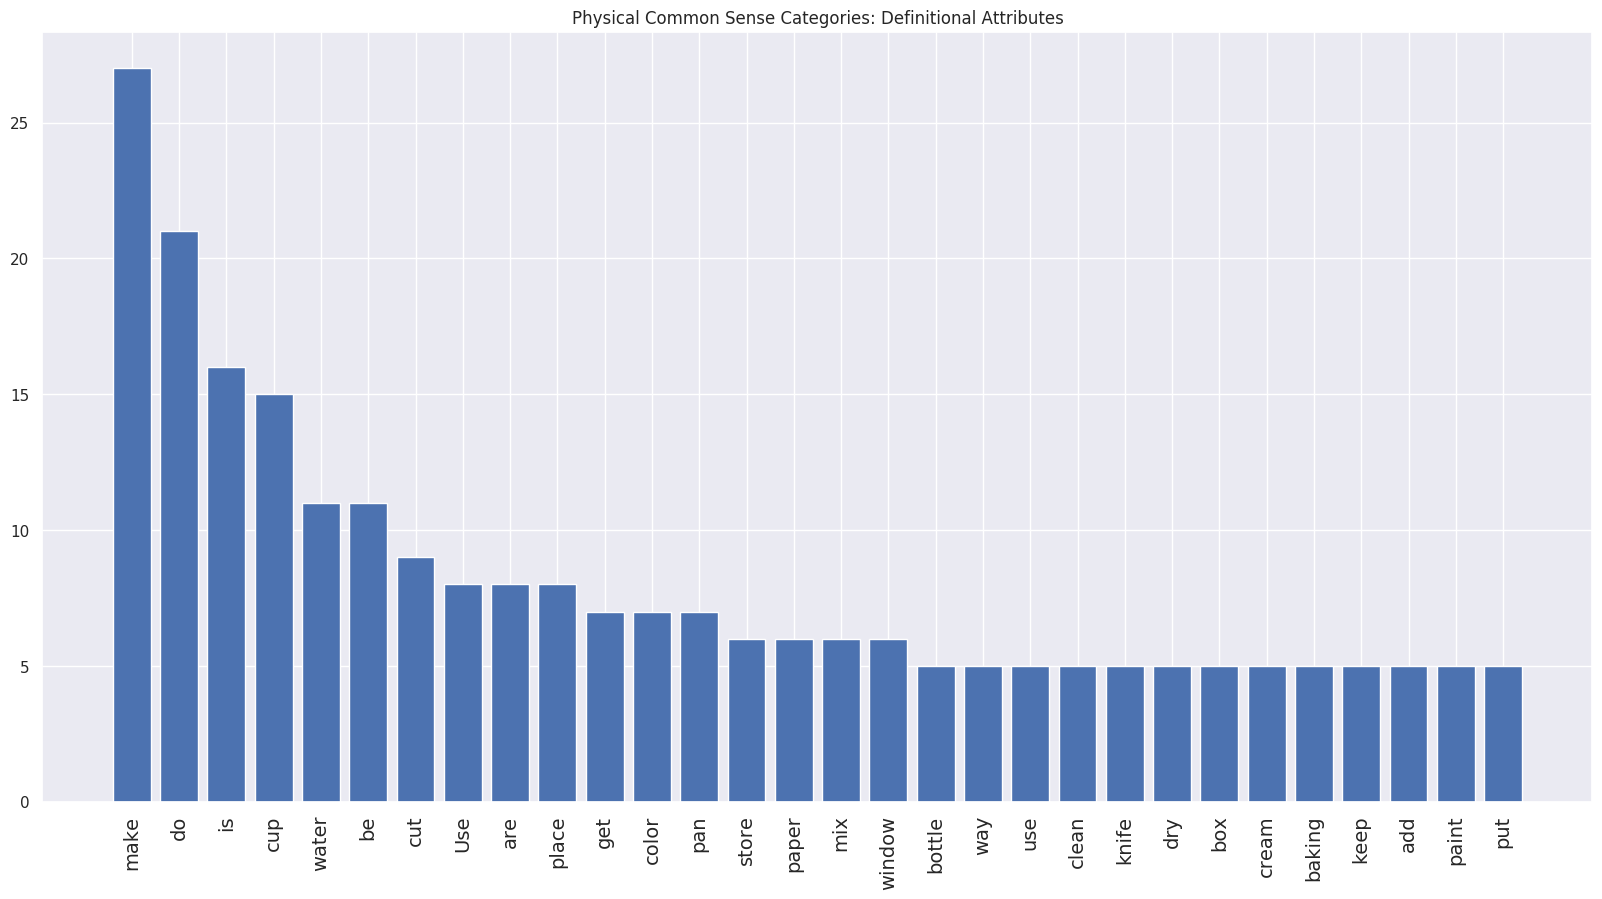 Physical Common Sense Categories: Definitional Attributes
25
20
15
10
5
0
make
do
is
cup
water
be
cut
Use
are
place
get
color
pan
store
paper
mix
window
bottle
way
use
clean
knife
dry
box
cream
baking
keep
add
paint
put